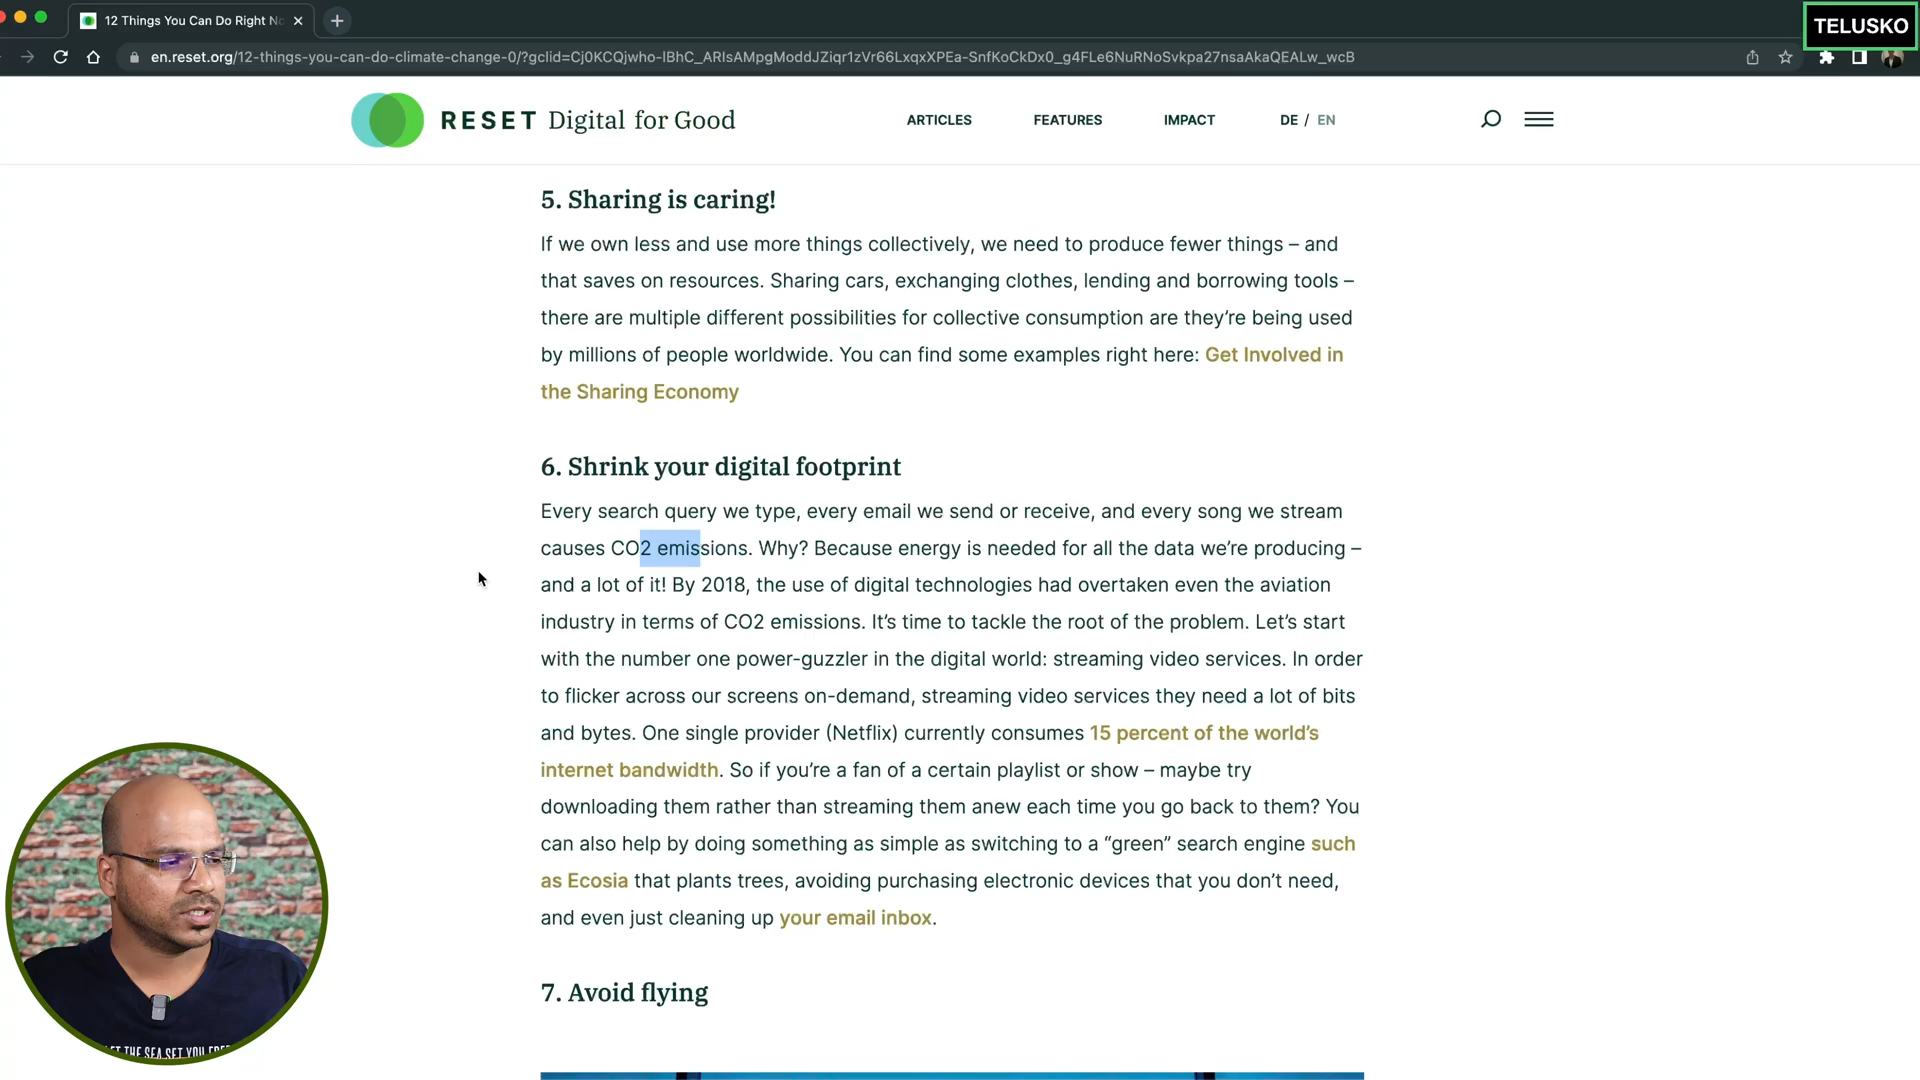 12 Things You Can Do Right No
TELUSKO
en.reset.org/12-things-you-can-do-climate-change-0/?gclid=Cj0KCQjwho-lBhC_ARIsAMpgModdJZiqr1zVr66LxqxXPEa-SnfKoCkDx0_g4FLe6NuRNoSvkpa27nsaAkaQEALw_wcB
RESET Digital for Good
ARTICLES FEATURES IMPACT DE / EN
5. Sharing is caring!
If we own less and use more things collectively, we need to produce fewer things – and
that saves on resources. Sharing cars, exchanging clothes, lending and borrowing tools –
there are multiple different possibilities for collective consumption are they’re being used
by millions of people worldwide. You can find some examples right here: Get Involved in
the Sharing Economy
6. Shrink your digital footprint
Every search query we type, every email we send or receive, and every song we stream
causes CO2 emissions. Why? Because energy is needed for all the data we’re producing –
and a lot of it! By 2018, the use of digital technologies had overtaken even the aviation
industry in terms of CO2 emissions. It’s time to tackle the root of the problem. Let’s start
with the number one power-guzzler in the digital world: streaming video services. In order
to flicker across our screens on-demand, streaming video services they need a lot of bits
and bytes. One single provider (Netflix) currently consumes 15 percent of the world’s
internet bandwidth. So if you’re a fan of a certain playlist or show – maybe try
downloading them rather than streaming them anew each time you go back to them? You
can also help by doing something as simple as switching to a “green” search engine such
as Ecosia that plants trees, avoiding purchasing electronic devices that you don’t need,
and even just cleaning up your email inbox.
7. Avoid flying
THE SEA SET YOU FREE